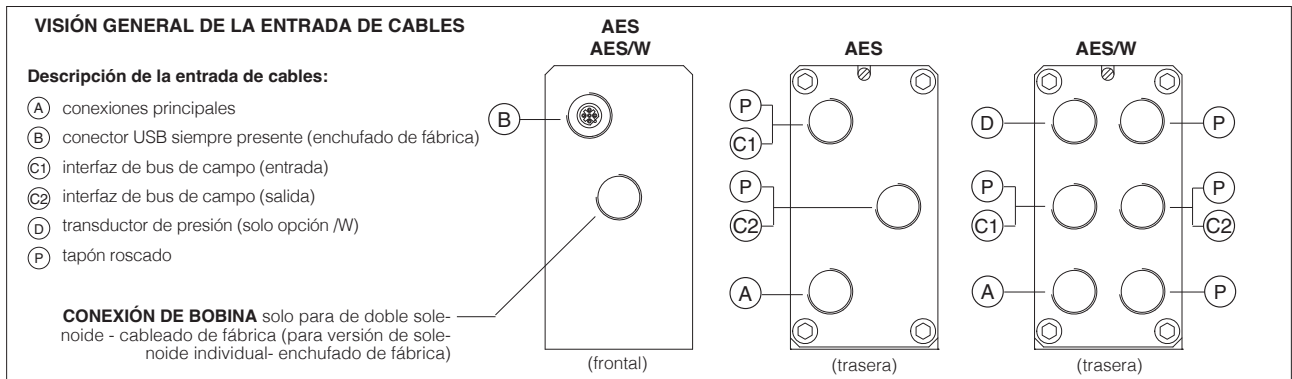 VISIÓN GENERAL DE LA ENTRADA DE CABLES
Descripción de la entrada de cables:
A conexiones principales
B conector USB siempre presente (enchufado de fábrica)
C1 interfaz de bus de campo (entrada)
C2 interfaz de bus de campo (salida)
D transductor de presión (solo opción /W)
P tapón roscado
CONEXIÓN DE BOBINA solo para de doble sole-
noide - cableado de fábrica (para versión de sole-
noide individual- enchufado de fábrica)
AES
AES/W
B
(frontal)
AES
P
C1
P
C2
A
(trasera)
AES/W
D
P
P
C1
P
C2
A
P
(trasera)